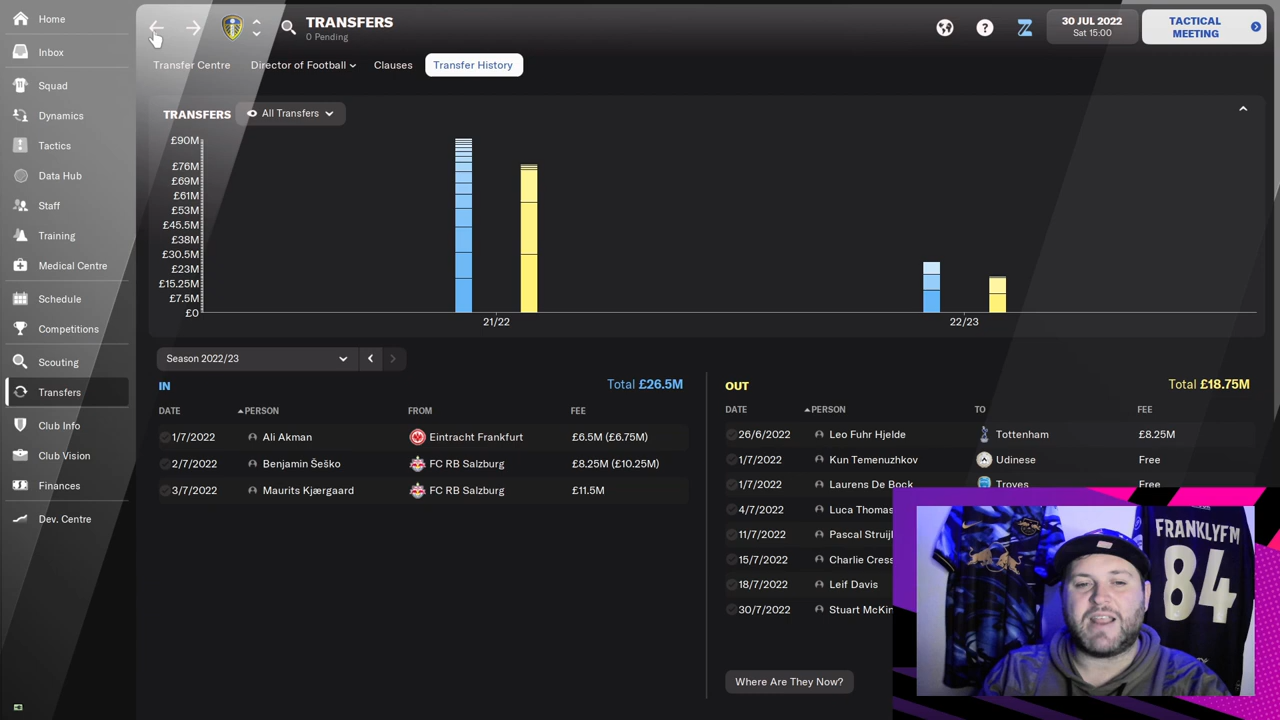 Home
Inbox
Squad
Dynamics
Tactics
Data Hub
Staff
Training
Medical Centre
Schedule
Competitions
Scouting
Transfers
Club Info
Club Vision
Finances
Dev. Centre
TRANSFERS
0 Pending
30 JUL 2022
Sat 15:00
TACTICAL
MEETING
Transfer Centre Director of Football Clauses Transfer History
TRANSFERS All Transfers
£90M
£76M
£69M
£61M
£53M
£45.5M
£38M
£30.5M
£23M
£15.25M
£7.5M
£0
21/22 22/23
Season 2022/23
IN Total £26.5M
DATE PERSON FROM FEE
1/7/2022 Ali Akman Eintracht Frankfurt £6.5M (£6.75M)
2/7/2022 Benjamin Šeško FC RB Salzburg £8.25M (£10.25M)
3/7/2022 Maurits Kjærgaard FC RB Salzburg £11.5M
OUT Total £18.75M
DATE PERSON TO FEE
26/6/2022 Leo Fuhr Hjelde Tottenham £8.25M
1/7/2022 Kun Temenuzhkov Udinese Free
1/7/2022 Laurens De Bock Troyes Free
4/7/2022 Luca Thomas
11/7/2022 Pascal Struijk
15/7/2022 Charlie Cress
18/7/2022 Leif Davis
30/7/2022 Stuart McKin
Where Are They Now?
FRANKLYFM
84